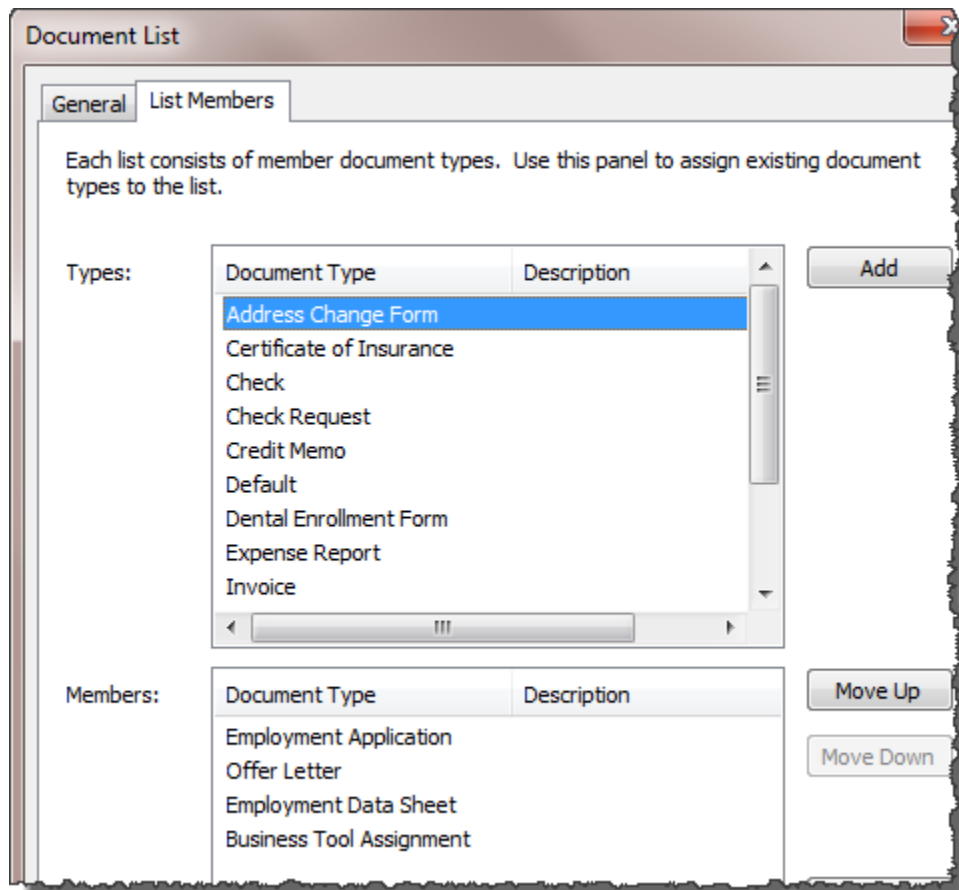 Document List
General List Members
Each list consists of member document types. Use this panel to assign existing document
types to the list.
Types: Document Type Description Add
Address Change Form
Certificate of Insurance
Check
Check Request
Credit Memo
Default
Dental Enrollment Form
Expense Report
Invoice
Members: Document Type Description Move Up
Employment Application Move Down
Offer Letter
Employment Data Sheet
Business Tool Assignment